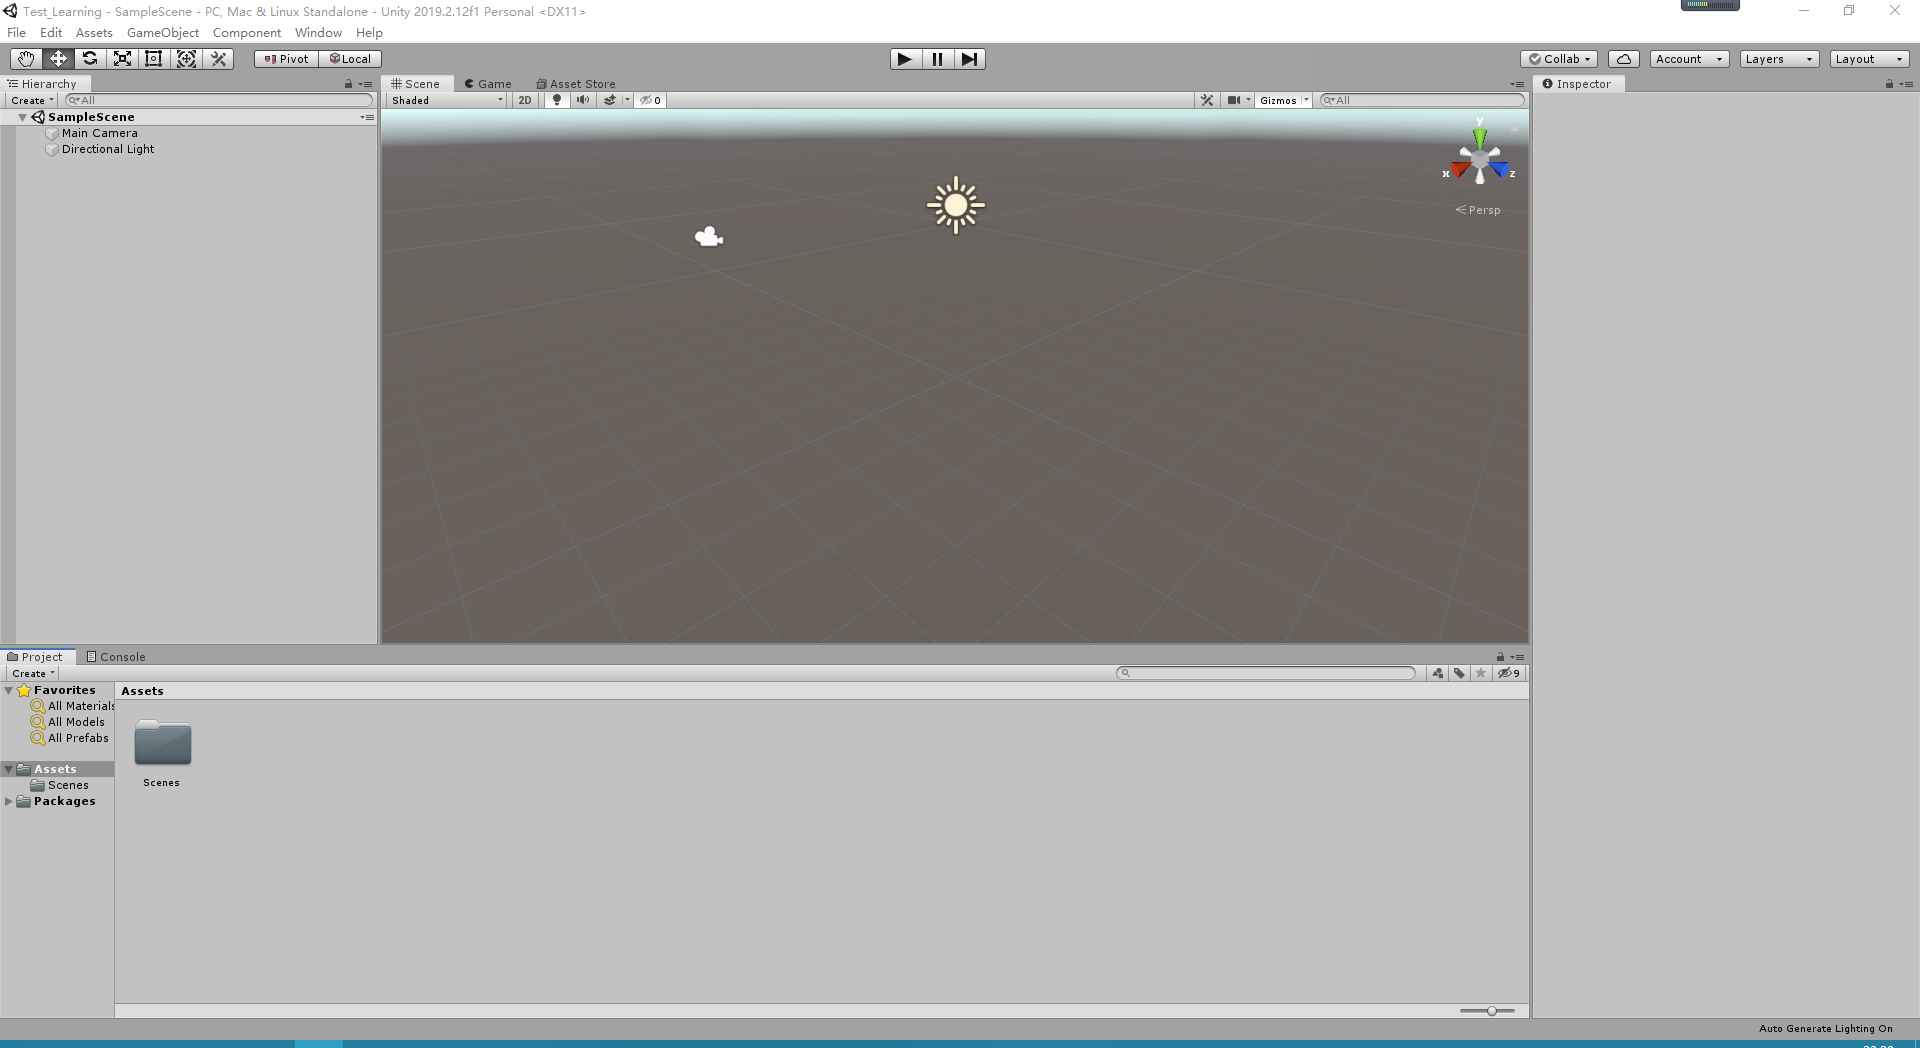 Test_Learning - SampleScene - PC, Mac & Linux Standalone - Unity 2019.2.12f1 Personal <DX11>
File Edit Assets GameObject Component Window Help
Pivot Local Collab Account Layers Layout
Hierarchy
Create All
SampleScene
Main Camera
Directional Light
Scene Game Asset Store
Shaded 2D 0 Gizmos All
y
x z
Persp
Inspector
Project Console
Create 9
Favorites
All Materials
All Models
All Prefabs
Assets
Scenes
Packages
Assets
Scenes
Auto Generate Lighting On